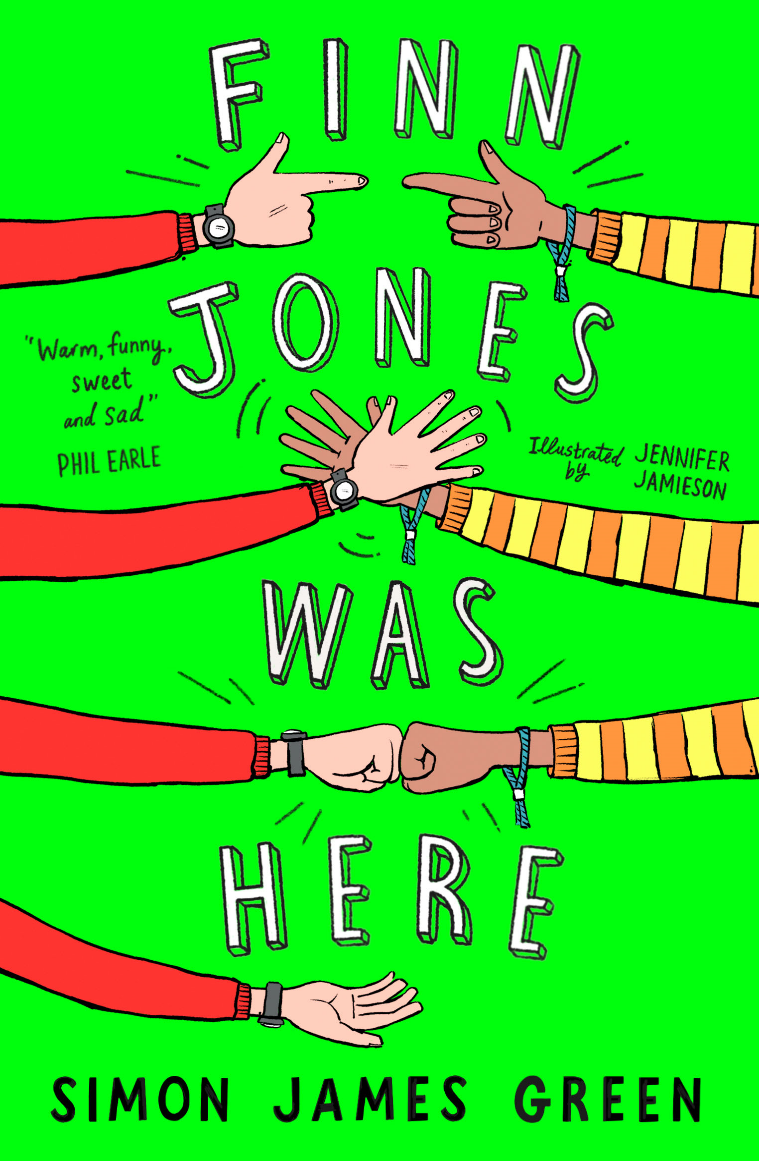 FINN
JONES
"Warm, funny,
sweet
and sad"
PHIL EARLE
Illustrated by
JENNIFER
JAMIESON
WAS
HERE
SIMON JAMES GREEN